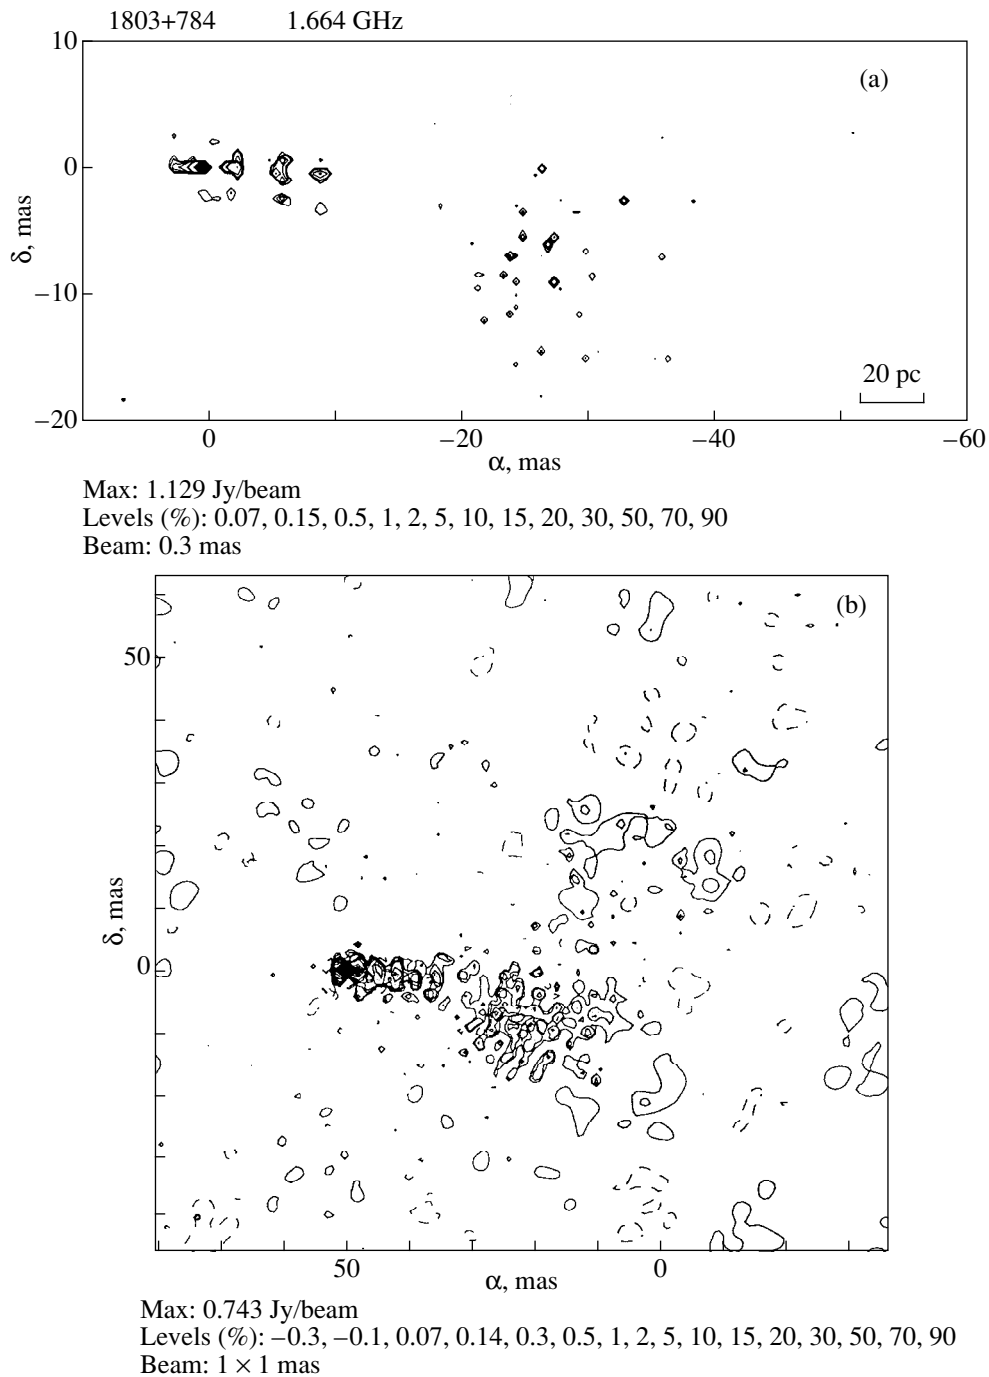 1803+784 1.664 GHz
10
(a)
0
δ, mas
−10
20 pc
−20
0 −20 −40 −60
α, mas
Max: 1.129 Jy/beam
Levels (%): 0.07, 0.15, 0.5, 1, 2, 5, 10, 15, 20, 30, 50, 70, 90
Beam: 0.3 mas
(b)
50
δ, mas
0
50 0
α, mas
Max: 0.743 Jy/beam
Levels (%): −0.3, −0.1, 0.07, 0.14, 0.3, 0.5, 1, 2, 5, 10, 15, 20, 30, 50, 70, 90
Beam: 1 × 1 mas